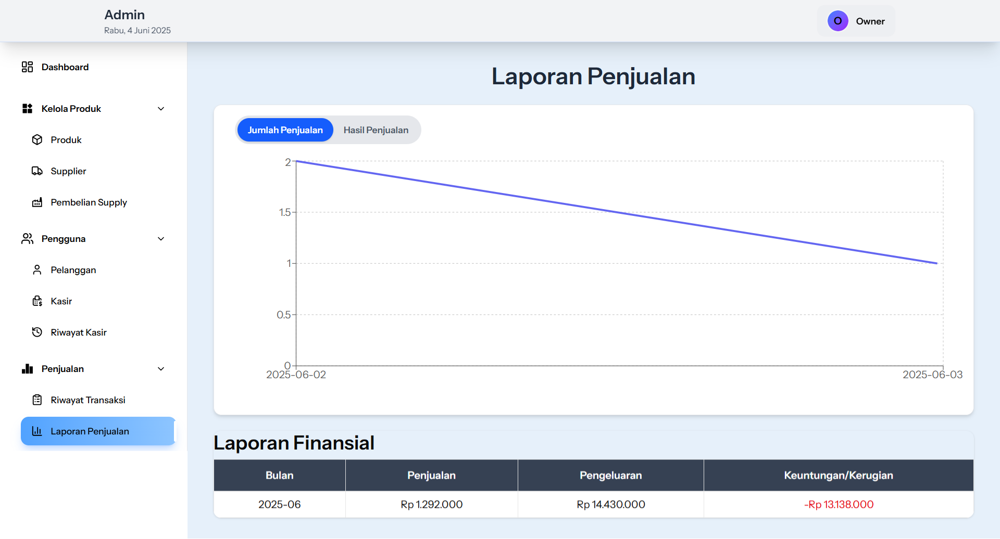 Admin
Rabu, 4 Juni 2025
O Owner
Dashboard
Kelola Produk
Produk
Supplier
Pembelian Supply
Pengguna
Pelanggan
Kasir
Riwayat Kasir
Penjualan
Riwayat Transaksi
Laporan Penjualan
Laporan Penjualan
Jumlah Penjualan Hasil Penjualan
2
1.5
1
0.5
0
2025-06-02 2025-06-03
Laporan Finansial
Bulan Penjualan Pengeluaran Keuntungan/Kerugian
2025-06 Rp 1.292.000 Rp 14.430.000 -Rp 13.138.000